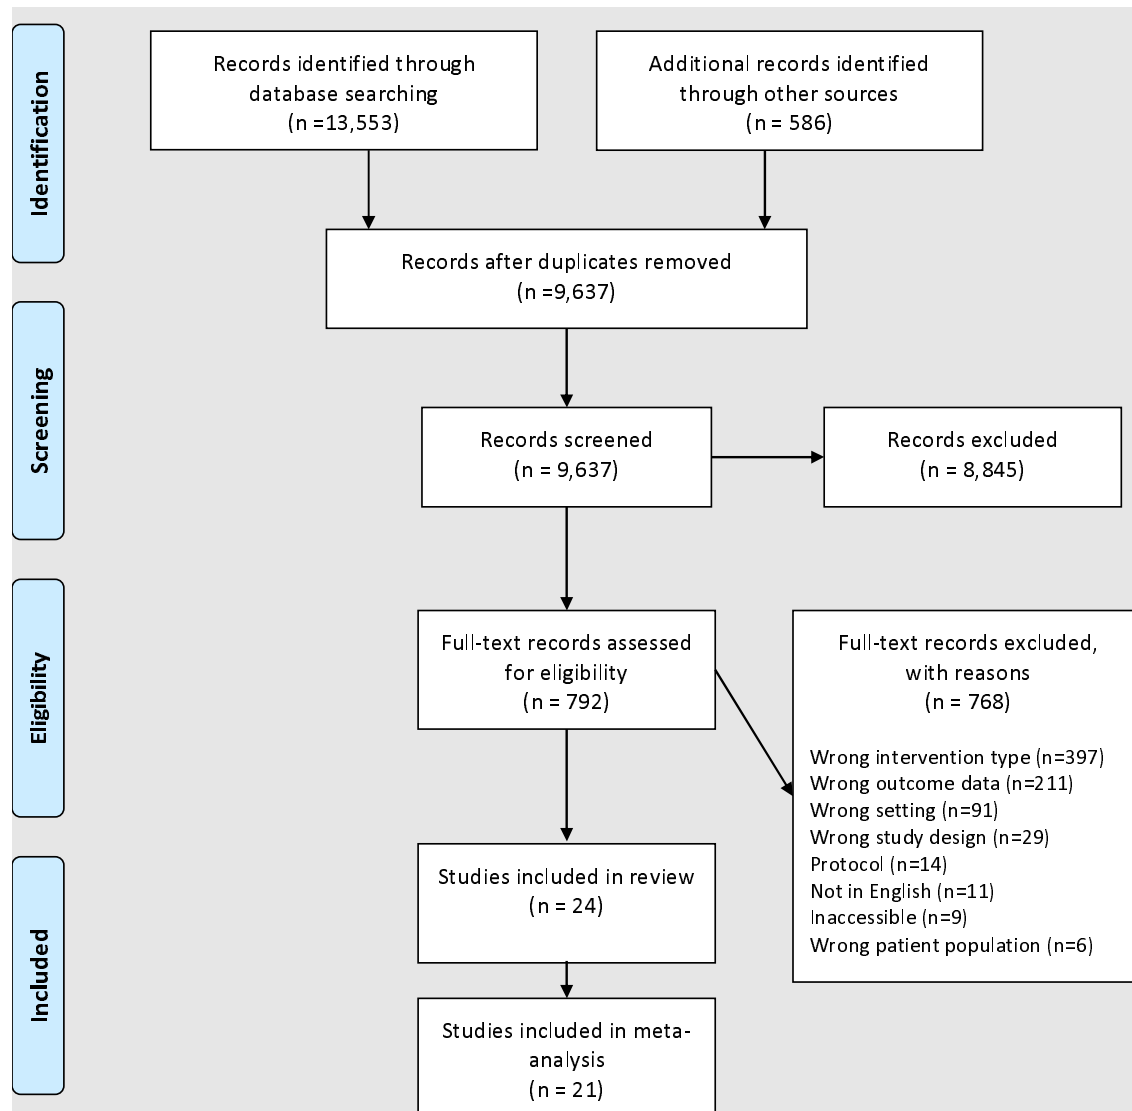 Identification
Records identified through
database searching
(n =13,553)
Additional records identified
through other sources
(n = 586)
Records after duplicates removed
(n =9,637)
Screening
Records screened
(n = 9,637)
Records excluded
(n = 8,845)
Eligibility
Full-text records assessed
for eligibility
(n = 792)
Full-text records excluded,
with reasons
(n = 768)
Wrong intervention type (n=397)
Wrong outcome data (n=211)
Wrong setting (n=91)
Wrong study design (n=29)
Protocol (n=14)
Not in English (n=11)
Inaccessible (n=9)
Wrong patient population (n=6)
Included
Studies included in review
(n = 24)
Studies included in meta-
analysis
(n = 21)